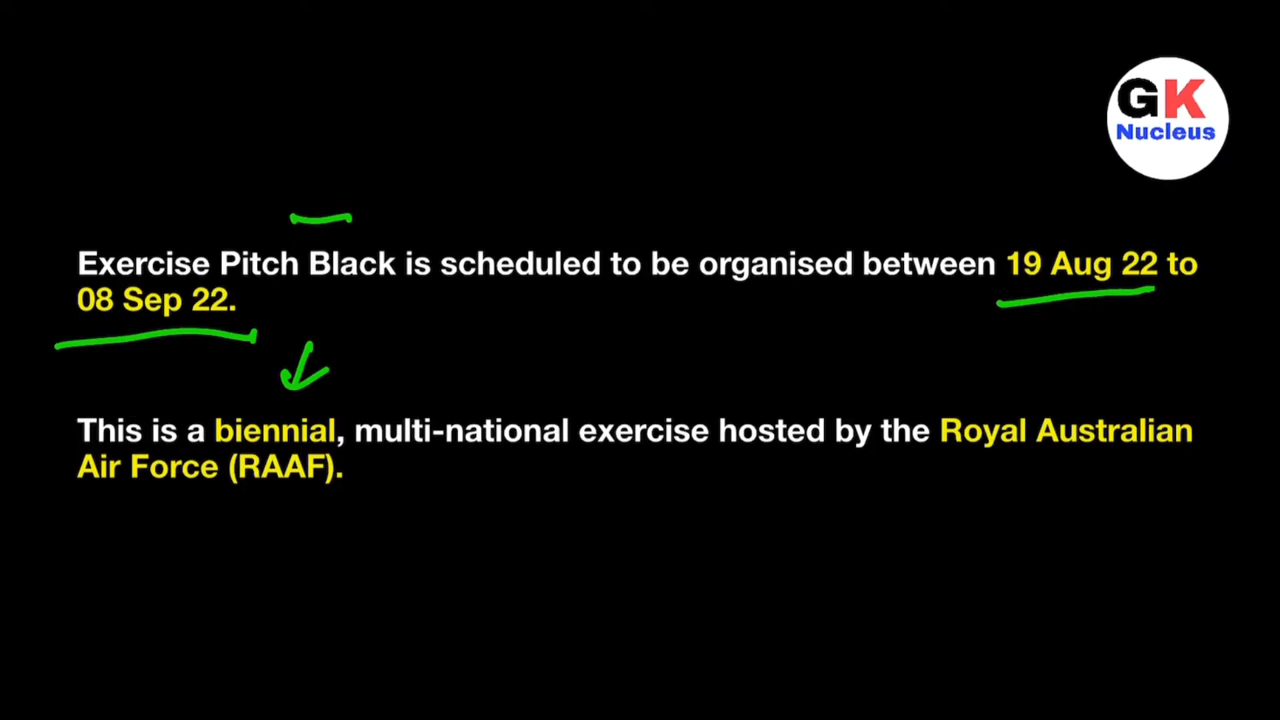 GK
Nucleus
Exercise Pitch Black is scheduled to be organised between 19 Aug 22 to
08 Sep 22.
This is a biennial, multi-national exercise hosted by the Royal Australian
Air Force (RAAF).